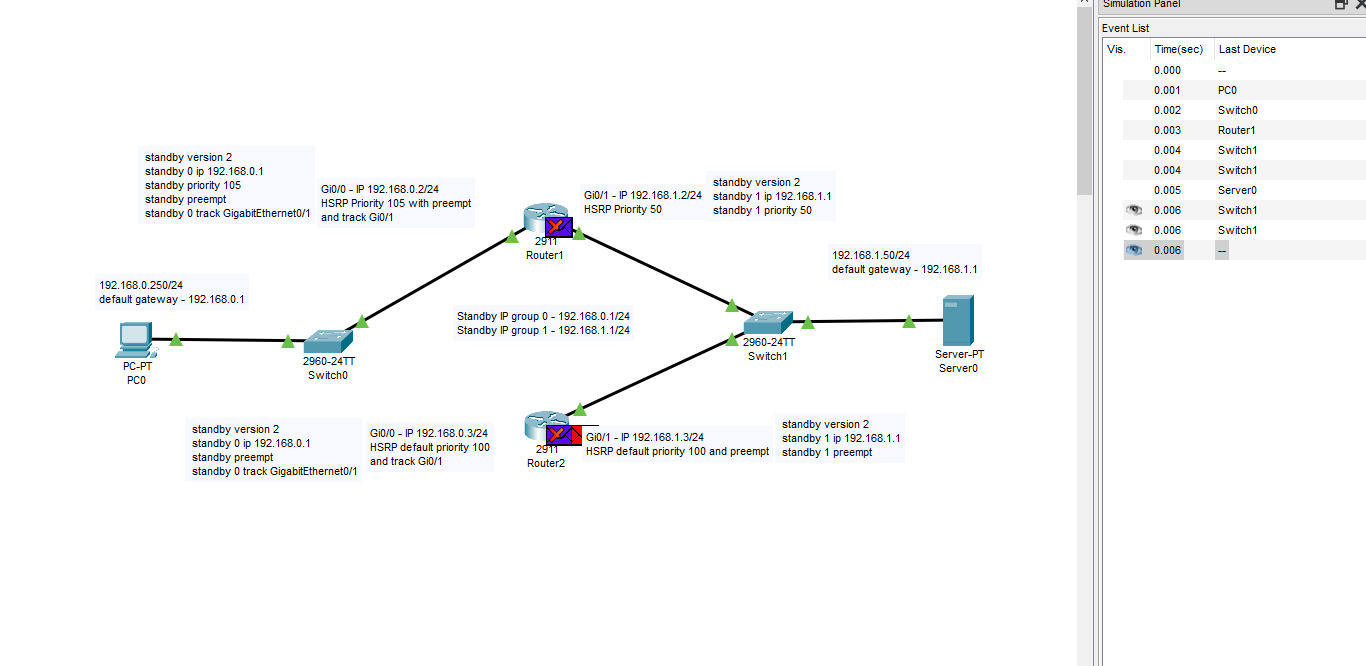 Simulation Panel
Event List
Vis. Time(sec) Last Device
0.000 --
0.001 PC0
0.002 Switch0
0.003 Router1
0.004 Switch1
0.004 Switch1
0.005 Server0
0.006 Switch1
0.006 Switch1
0.006 --
standby version 2
standby 0 ip 192.168.0.1
standby priority 105
standby preempt
standby 0 track GigabitEthernet0/1
Gi0/0 - IP 192.168.0.2/24
HSRP Priority 105 with preempt
and track Gi0/1
2911
Router1
Gi0/1 - IP 192.168.1.2/24
HSRP Priority 50
standby version 2
standby 1 ip 192.168.1.1
standby 1 priority 50
192.168.0.250/24
default gateway - 192.168.0.1
PC-PT
PC0
2960-24TT
Switch0
Standby IP group 0 - 192.168.0.1/24
Standby IP group 1 - 192.168.1.1/24
192.168.1.50/24
default gateway - 192.168.1.1
2960-24TT
Switch1
Server-PT
Server0
standby version 2
standby 0 ip 192.168.0.1
standby preempt
standby 0 track GigabitEthernet0/1
Gi0/0 - IP 192.168.0.3/24
HSRP default priority 100
and track Gi0/1
2911
Router2
Gi0/1 - IP 192.168.1.3/24
HSRP default priority 100 and preempt
standby version 2
standby 1 ip 192.168.1.1
standby 1 preempt